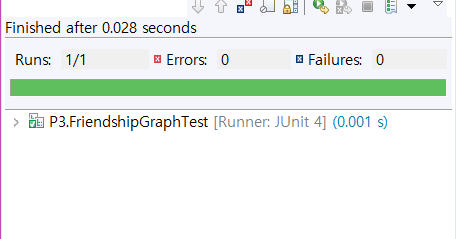 Finished after 0.028 seconds
Runs: 1/1 Errors: 0 Failures: 0
P3.FriendshipGraphTest [Runner: JUnit 4] (0.001 s)